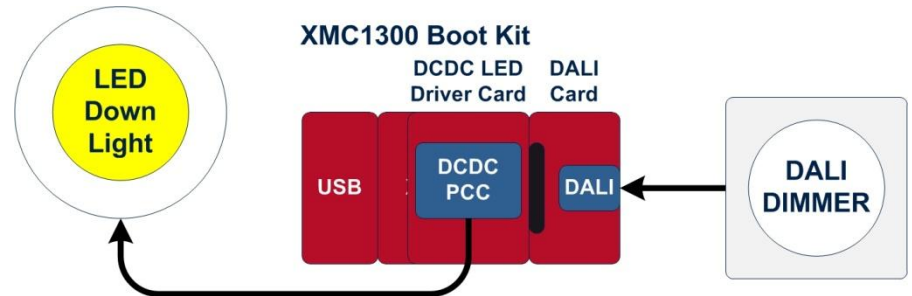 XMC1300 Boot Kit
DCDC LED
Driver Card
DALI
Card
LED
Down
Light
USB
DCDC
PCC
DALI
DALI
DIMMER